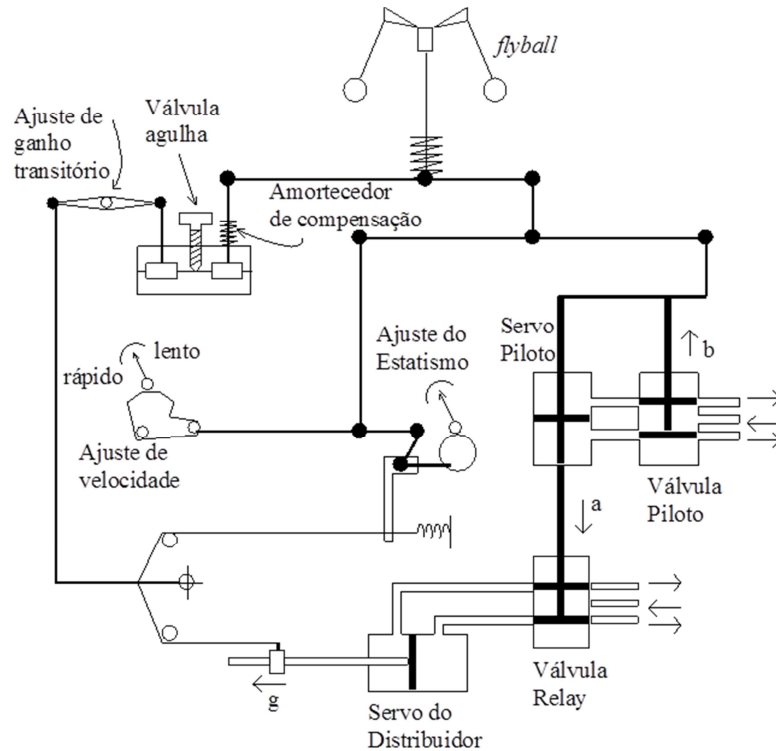 flyball
Ajuste de
ganho
transitório
Válvula
agulha
Amortecedor
de compensação
rápido
lento
Ajuste de
velocidade
Ajuste do
Estatismo
Servo
Piloto
b
Válvula
Piloto
a
Válvula
Relay
g
Servo do
Distribuidor